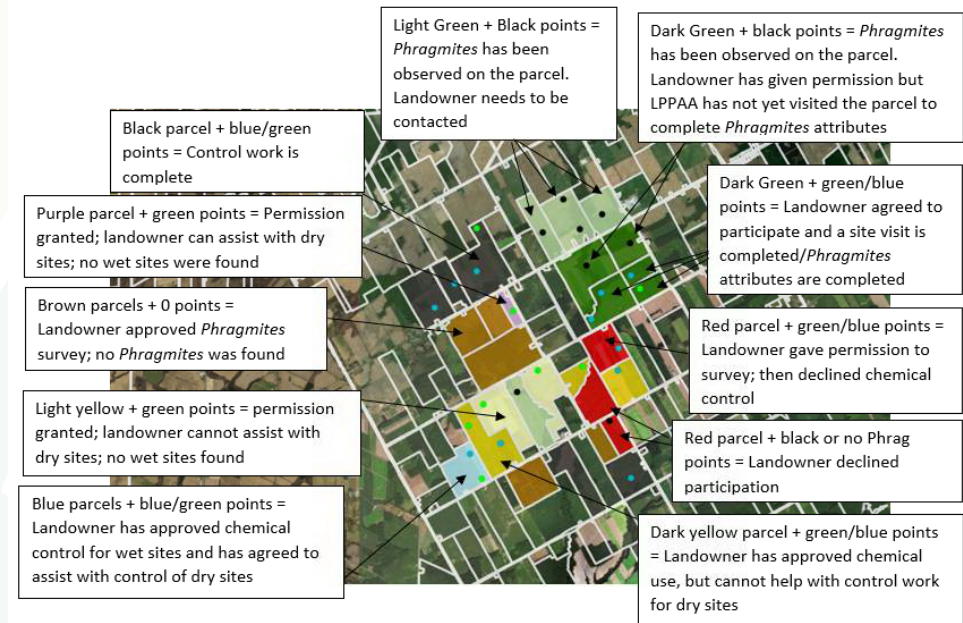 Light Green + Black points =
Phragmites has been
observed on the parcel.
Landowner needs to be
contacted
Dark Green + black points = Phragmites
has been observed on the parcel.
Landowner has given permission but
LPPAA has not yet visited the parcel to
complete Phragmites attributes
Black parcel + blue/green
points = Control work is
complete
Dark Green + green/blue
points = Landowner agreed to
participate and a site visit is
completed/Phragmites
attributes are completed
Purple parcel + green points = Permission
granted; landowner can assist with dry
sites; no wet sites were found
Brown parcels + 0 points =
Landowner approved Phragmites
survey; no Phragmites was found
Red parcel + green/blue points =
Landowner gave permission to
survey; then declined chemical
control
Light yellow + green points = permission
granted; landowner cannot assist with
dry sites; no wet sites found
Red parcel + black or no Phrag
points = Landowner declined
participation
Blue parcels + blue/green points =
Landowner has approved chemical
control for wet sites and has agreed to
assist with control of dry sites
Dark yellow parcel + green/blue points
= Landowner has approved chemical
use, but cannot help with control work
for dry sites